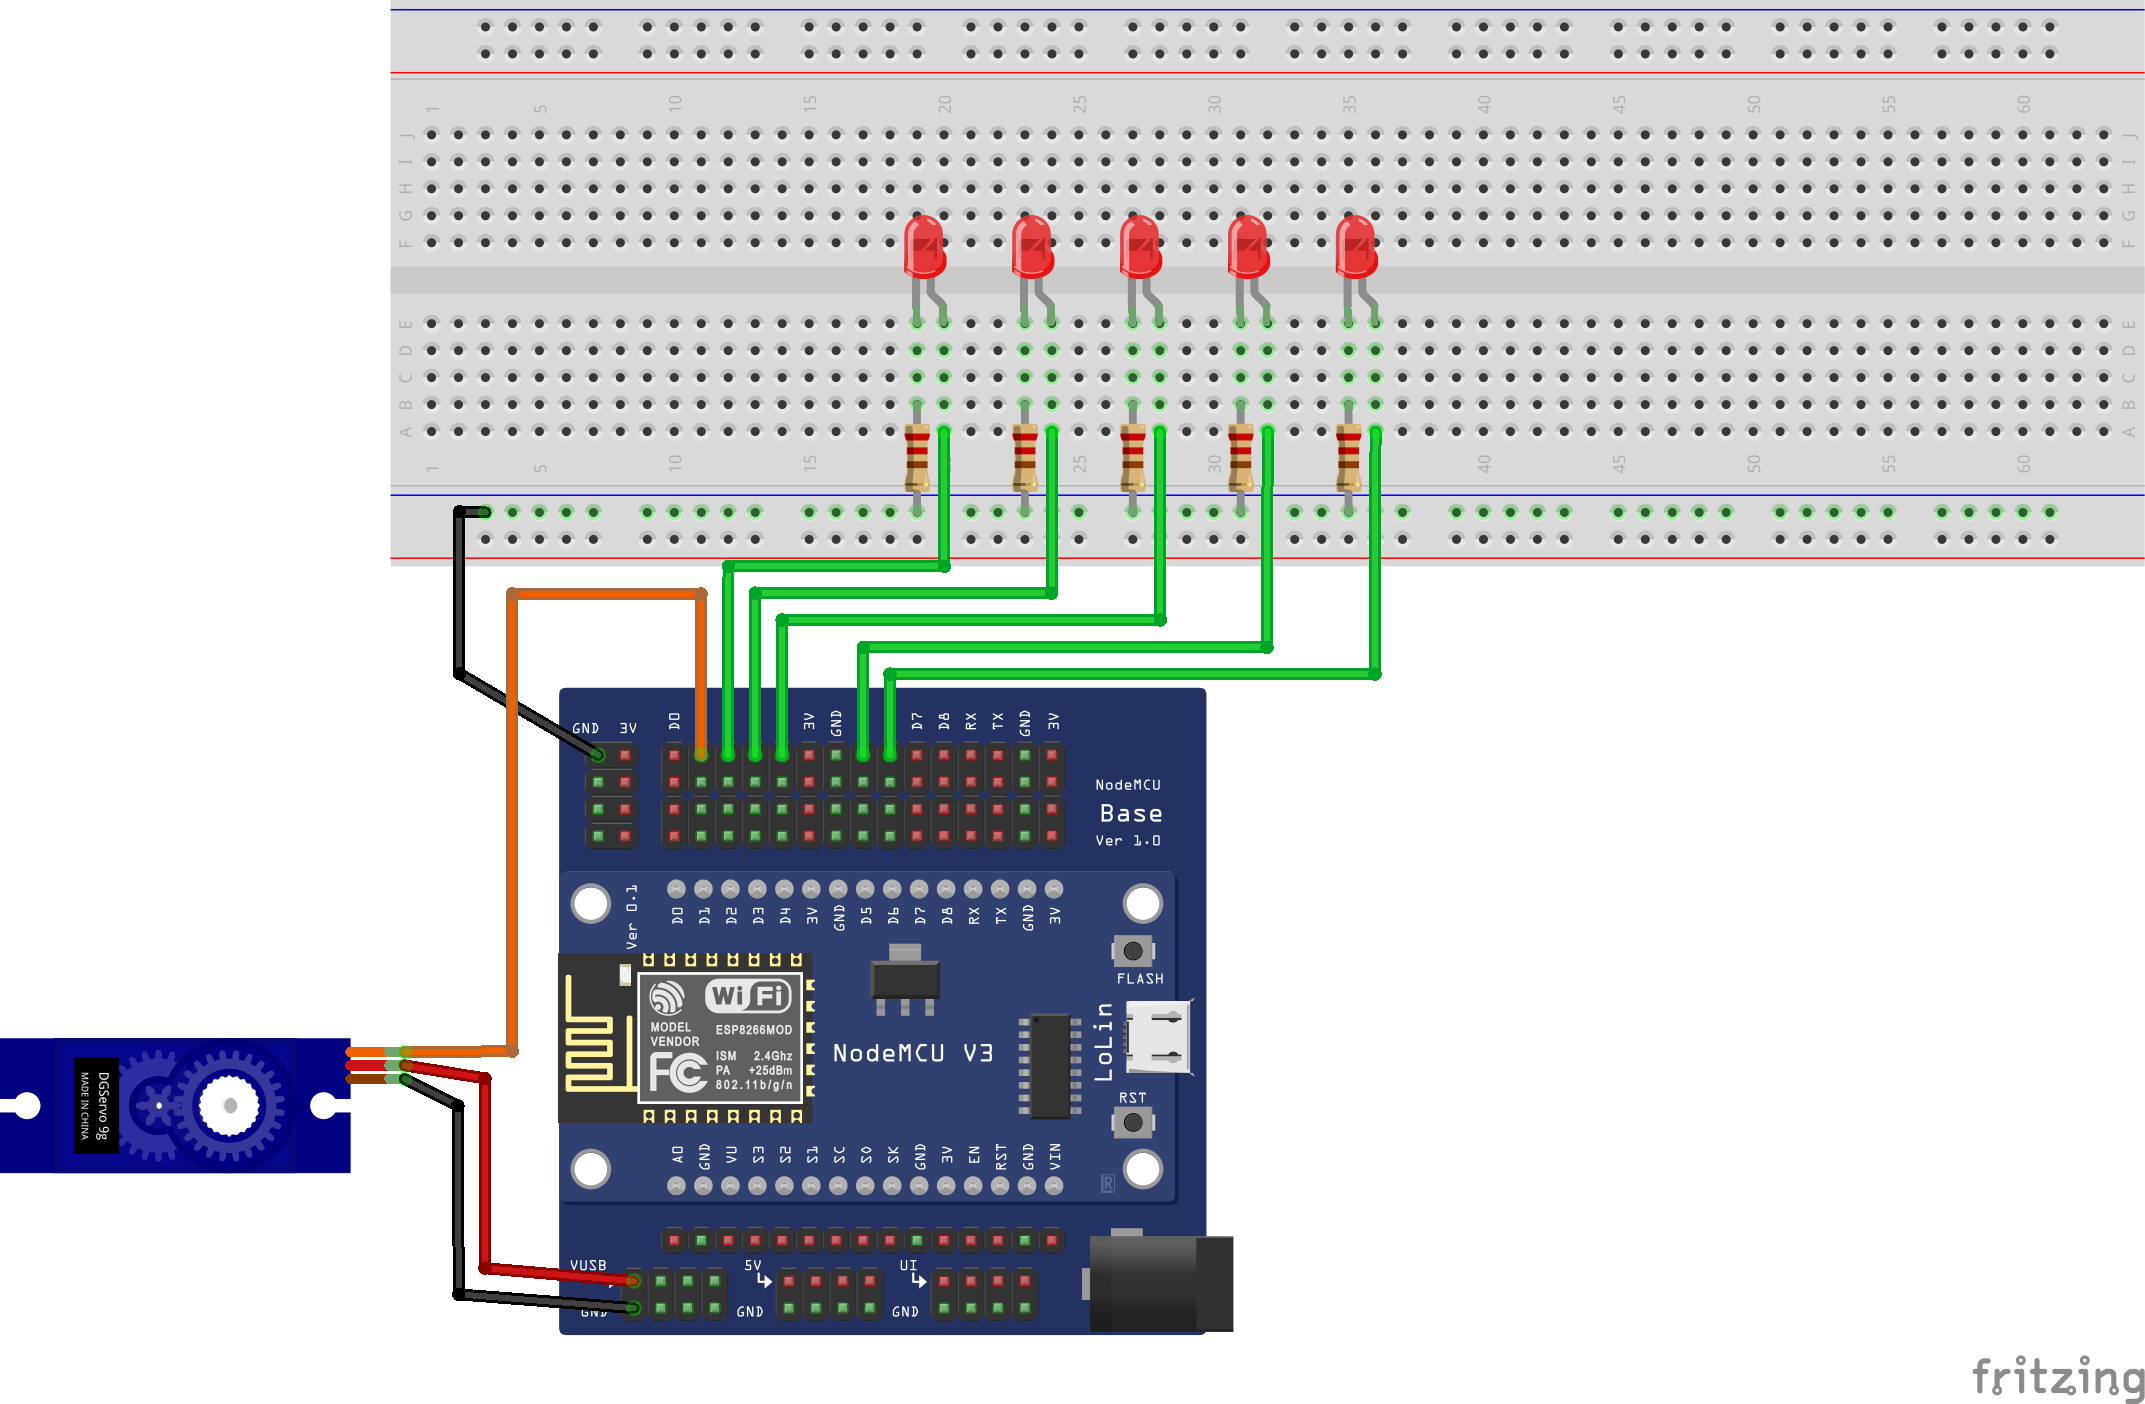 1 5 10 15 20 25 30 35 40 45 50 55 60
J J
I I
H H
G G
F F
E E
D D
C C
B B
A A
1 5 10 15 25 30 40 45 50 55 60
GND 3V D0 3V GND D7 D8 RX TX GND 3V
NodeMCU
Base
Ver 1.0
Ver 0.1
D0 D1 D2 D3 D4 3V GND D5 D6 D7 D8 RX TX GND 3V
FLASH
WiFi
MODEL ESP8266MOD
VENDOR
FC
ISM 2.4Ghz
PA +25dBm
802.11b/g/n
NodeMCU V3
LoLin
RST
DGServo 9g
MADE IN CHINA
A0 GND VU S3 S2 S1 SC S0 SK GND 3V EN RST GND VIN
R
VUSB 5V UI
GND GND GND
fritzing